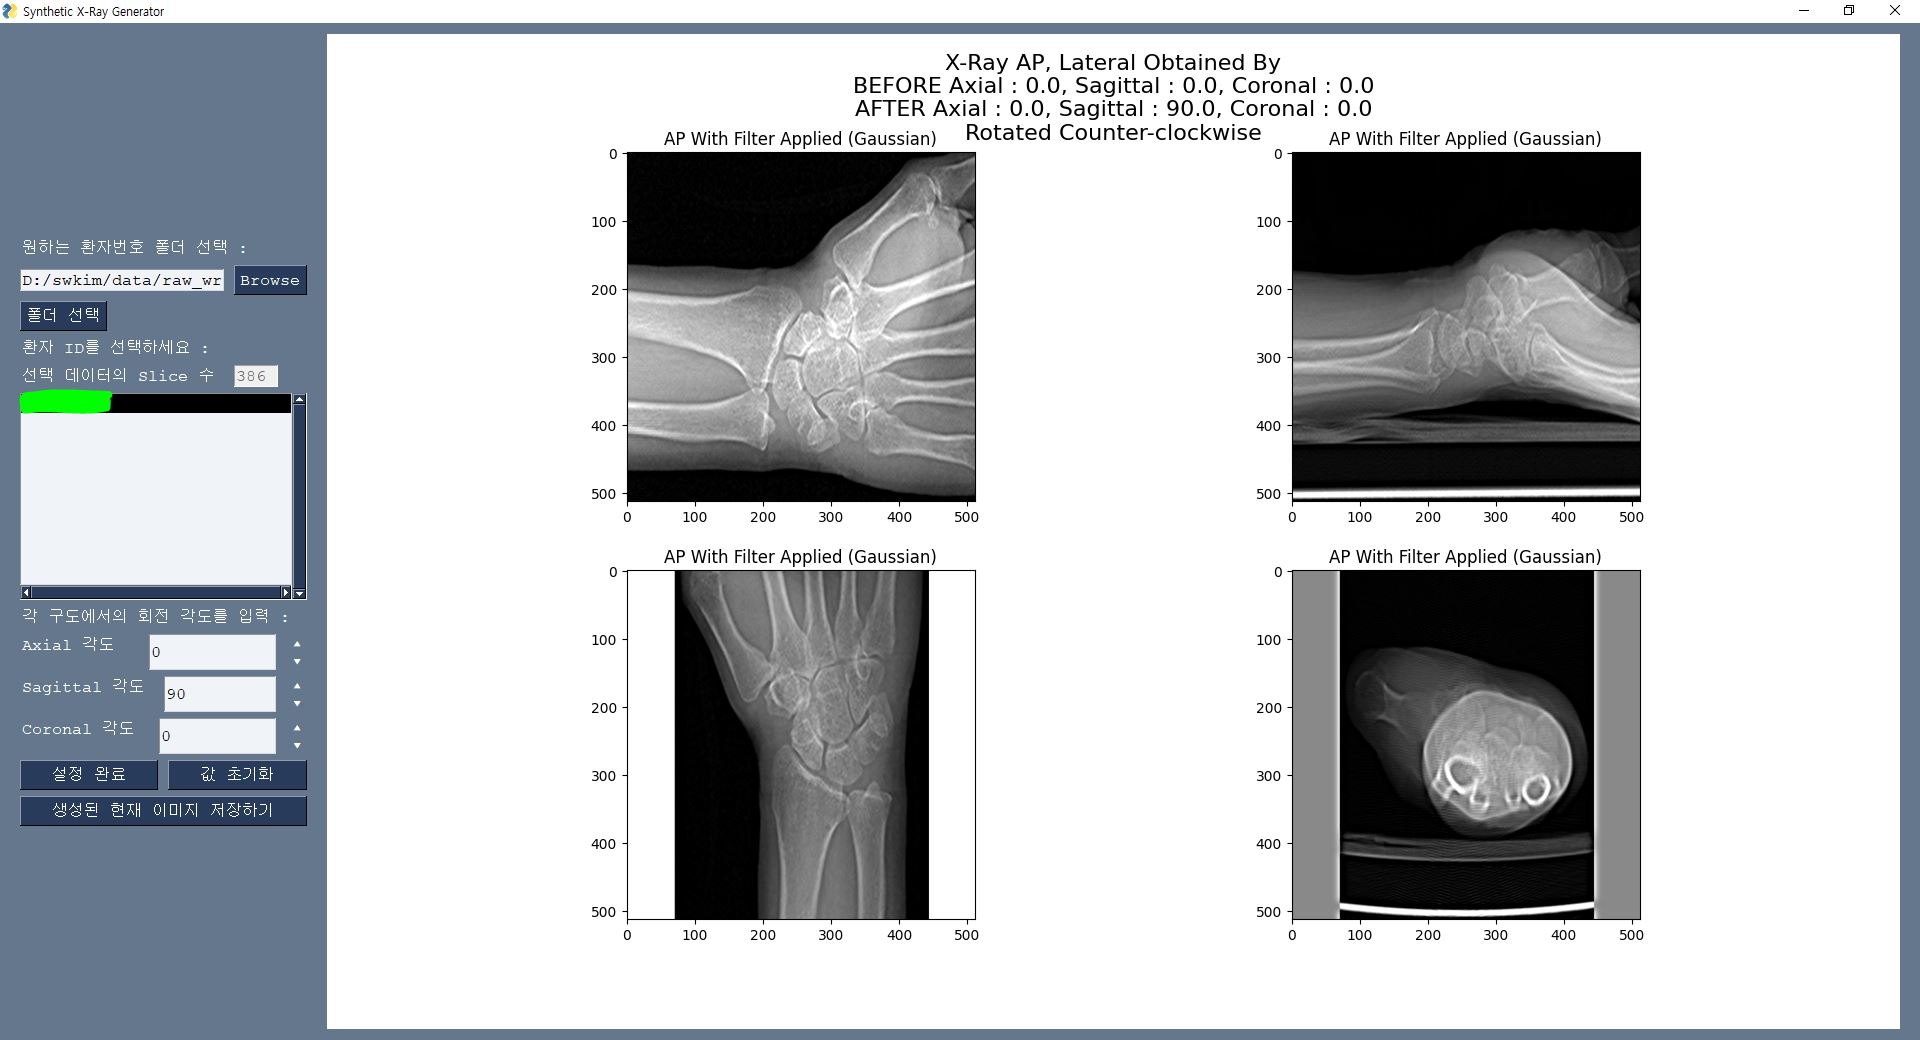 Synthetic X-Ray Generator
원하는 환자번호 폴더 선택 :
D:/swkim/data/raw_wr
Browse
폴더 선택
환자 ID를 선택하세요 :
선택 데이터의 Slice 수
386
각 구도에서의 회전 각도를 입력 :
Axial 각도
0
Sagittal 각도
90
Coronal 각도
0
설정 완료
값 초기화
생성된 현재 이미지 저장하기
X-Ray AP, Lateral Obtained By
BEFORE Axial : 0.0, Sagittal : 0.0, Coronal : 0.0
AFTER Axial : 0.0, Sagittal : 90.0, Coronal : 0.0
Rotated Counter-clockwise
AP With Filter Applied (Gaussian)
0
100
200
300
400
500
0 100 200 300 400 500
AP With Filter Applied (Gaussian)
0
100
200
300
400
500
0 100 200 300 400 500
AP With Filter Applied (Gaussian)
0
100
200
300
400
500
0 100 200 300 400 500
AP With Filter Applied (Gaussian)
0
100
200
300
400
500
0 100 200 300 400 500